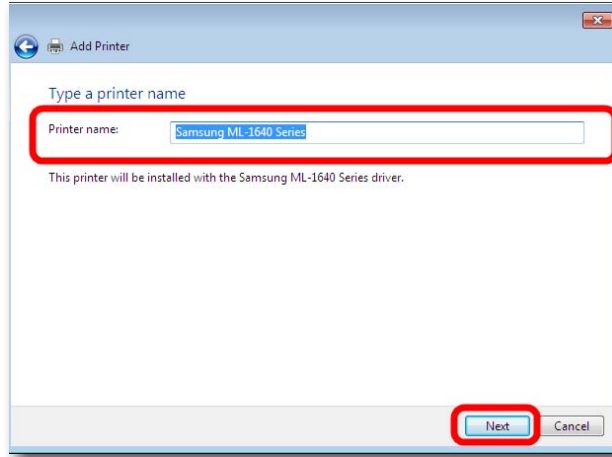 Add Printer
Type a printer name
Printer name: Samsung ML-1640 Series
This printer will be installed with the Samsung ML-1640 Series driver.
Next Cancel